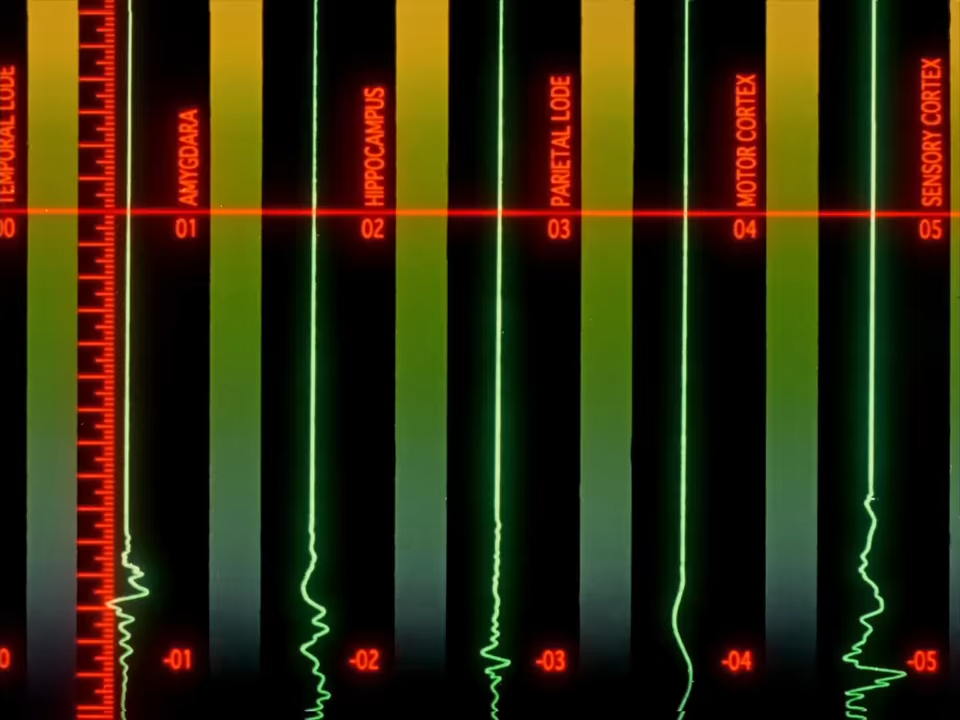 TEMPORAL LODE
00
AMYGDARA
01
HIPPOCAMPUS
02
PARIETAL LODE
03
MOTOR CORTEX
04
SENSORY CORTEX
05
0
-01
-02
-03
-04
-05